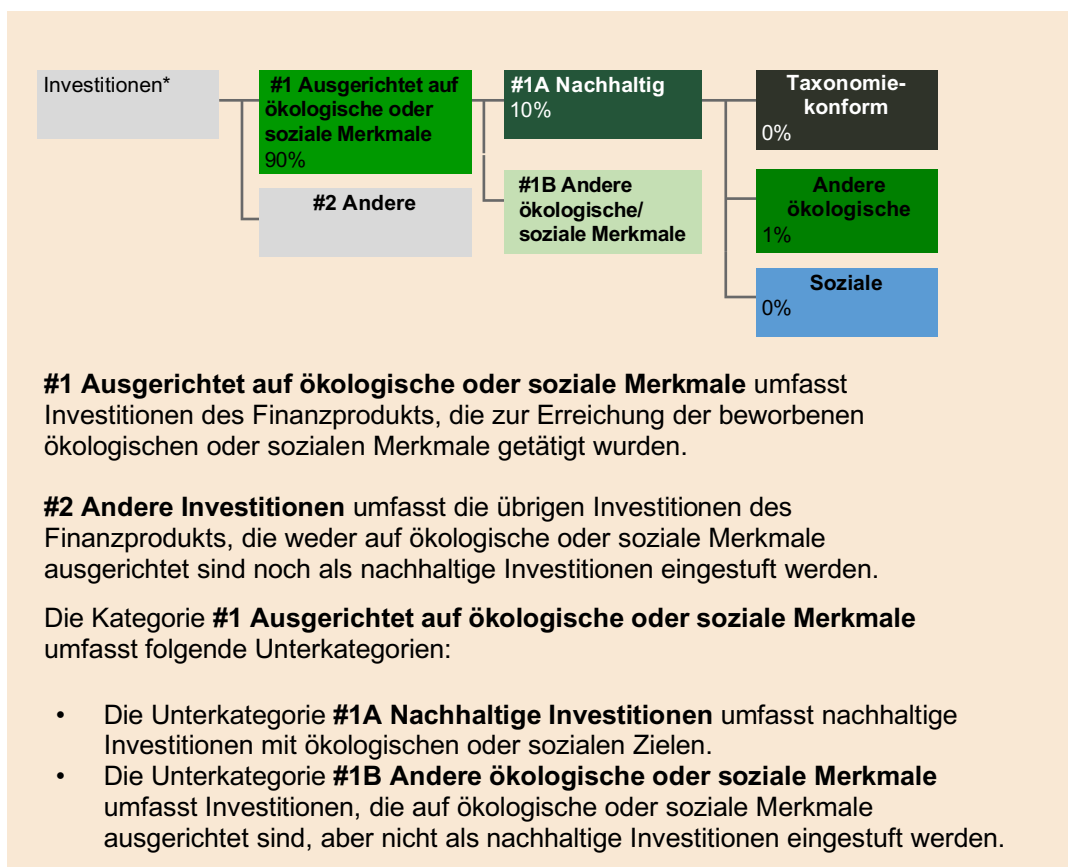 Investitionen*
#1 Ausgerichtet auf
ökologische oder
soziale Merkmale
90%
#2 Andere
#1A Nachhaltig
10%
#1B Andere
ökologische/
soziale Merkmale
Taxonomie-
konform
0%
Andere
ökologische
1%
Soziale
0%
#1 Ausgerichtet auf ökologische oder soziale Merkmale umfasst
Investitionen des Finanzprodukts, die zur Erreichung der beworbenen
ökologischen oder sozialen Merkmale getätigt wurden.
#2 Andere Investitionen umfasst die übrigen Investitionen des
Finanzprodukts, die weder auf ökologische oder soziale Merkmale
ausgerichtet sind noch als nachhaltige Investitionen eingestuft werden.
Die Kategorie #1 Ausgerichtet auf ökologische oder soziale Merkmale
umfasst folgende Unterkategorien:
• Die Unterkategorie #1A Nachhaltige Investitionen umfasst nachhaltige
Investitionen mit ökologischen oder sozialen Zielen.
• Die Unterkategorie #1B Andere ökologische oder soziale Merkmale
umfasst Investitionen, die auf ökologische oder soziale Merkmale
ausgerichtet sind, aber nicht als nachhaltige Investitionen eingestuft werden.